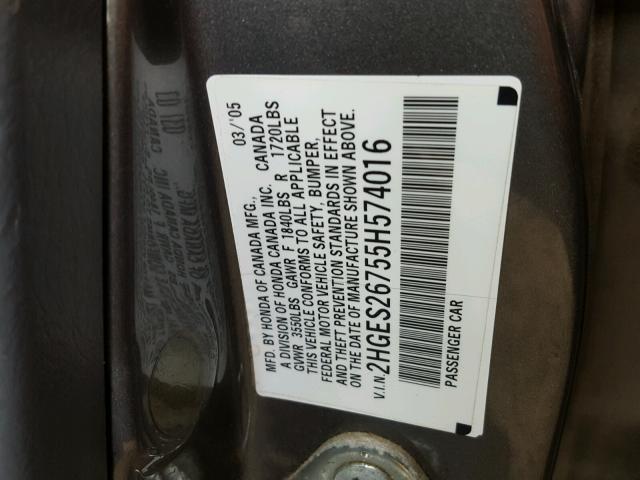 MFD. BY HONDA OF CANADA MFG., 03/'05
A DIVISION OF HONDA CANADA INC. CANADA
GVWR 3550LBS GAWR F 1840LBS R 1720LBS
THIS VEHICLE CONFORMS TO ALL APPLICABLE
FEDERAL MOTOR VEHICLE SAFETY, BUMPER,
AND THEFT PREVENTION STANDARDS IN EFFECT
ON THE DATE OF MANUFACTURE SHOWN ABOVE.
V.I.N. 2HGES26755H574016
PASSENGER CAR